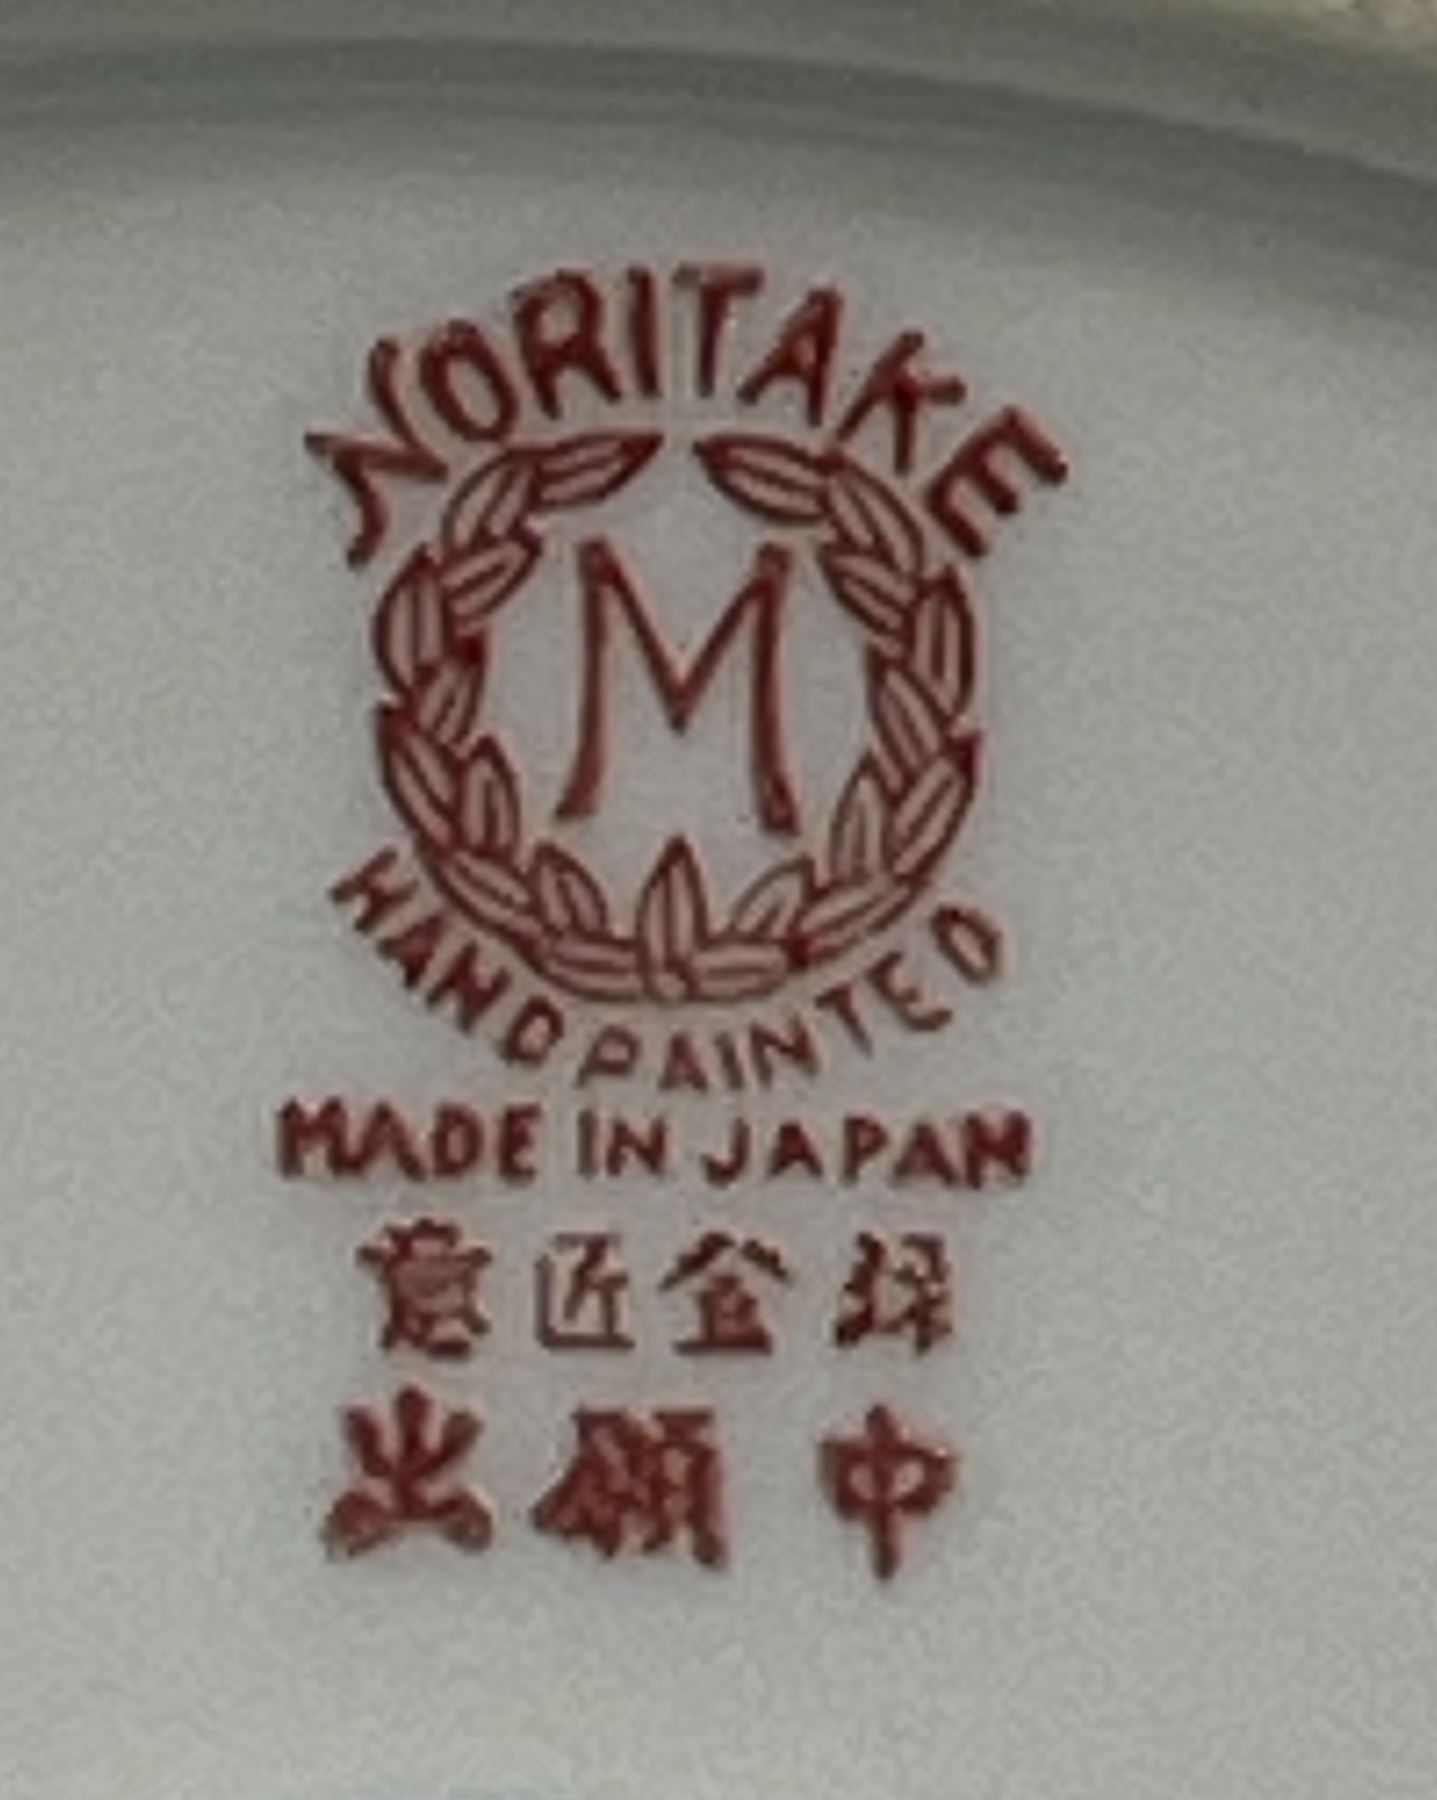 NORITAKE
M
HAND PAINTED
MADE IN JAPAN
意匠登録
出願中